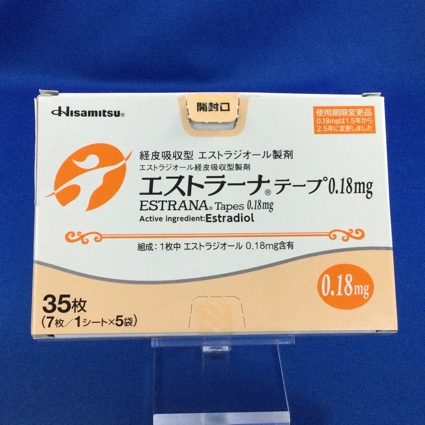 Hisamitsu®
開封口
使用期限変更品
0.18mgは1.5年から
2.5年に変更しました
経皮吸収型 エストラジオール製剤
エストラジオール経皮吸収型製剤
エストラーナ®テープ0.18mg
ESTRANA® Tapes 0.18mg
Active ingredient:Estradiol
組成:1枚中 エストラジオール 0.18mg含有
35枚
(7枚/1シート×5袋)
0.18mg